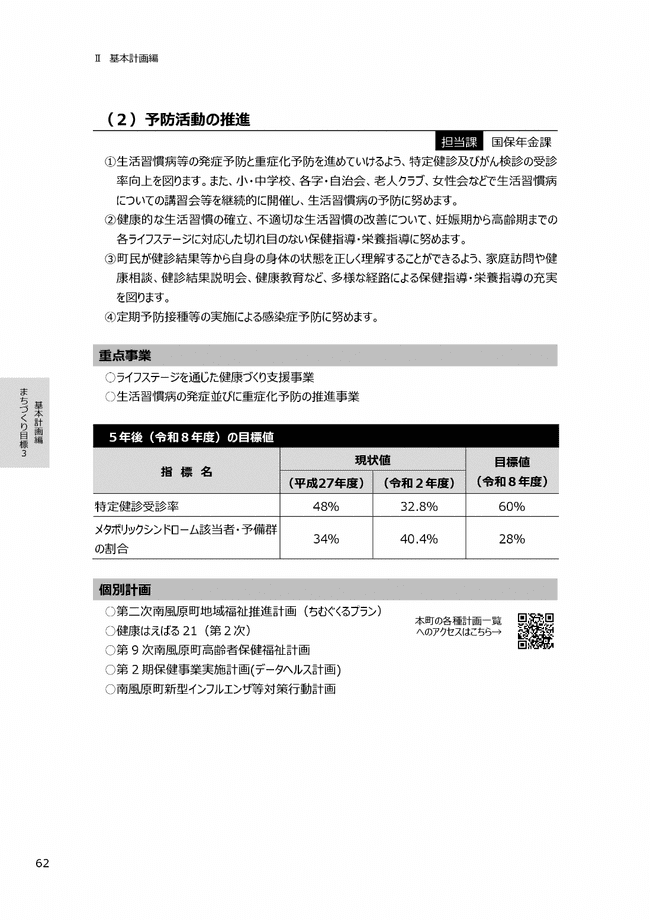 Ⅱ 基本計画編
（２）予防活動の推進
担当課 国保年金課
①生活習慣病等の発症予防と重症化予防を進めていけるよう、特定健診及びがん検診の受診
率向上を図ります。また、小・中学校、各字・自治会、老人クラブ、女性会などで生活習慣病
についての講習会等を継続的に開催し、生活習慣病の予防に努めます。
②健康的な生活習慣の確立、不適切な生活習慣の改善について、妊娠期から高齢期までの
各ライフステージに対応した切れ目のない保健指導・栄養指導に努めます。
③町民が健診結果等から自身の身体の状態を正しく理解することができるよう、家庭訪問や健
康相談、健診結果説明会、健康教育など、多様な経路による保健指導・栄養指導の充実
を図ります。
④定期予防接種等の実施による感染症予防に努めます。
重点事業
○ライフステージを通じた健康づくり支援事業
○生活習慣病の発症並びに重症化予防の推進事業
基本計画編
まちづくり目標３
５年後（令和８年度）の目標値
指 標 名 現状値 目標値
（平成27年度） （令和２年度） （令和８年度）
特定健診受診率 48% 32.8% 60%
メタボリックシンドローム該当者・予備群
の割合 34% 40.4% 28%
個別計画
○第二次南風原町地域福祉推進計画（ちむぐくるプラン）
○健康はえばる 21（第２次）
○第９次南風原町高齢者保健福祉計画
○第２期保健事業実施計画(データヘルス計画)
○南風原町新型インフルエンザ等対策行動計画
本町の各種計画一覧
へのアクセスはこちら→
62